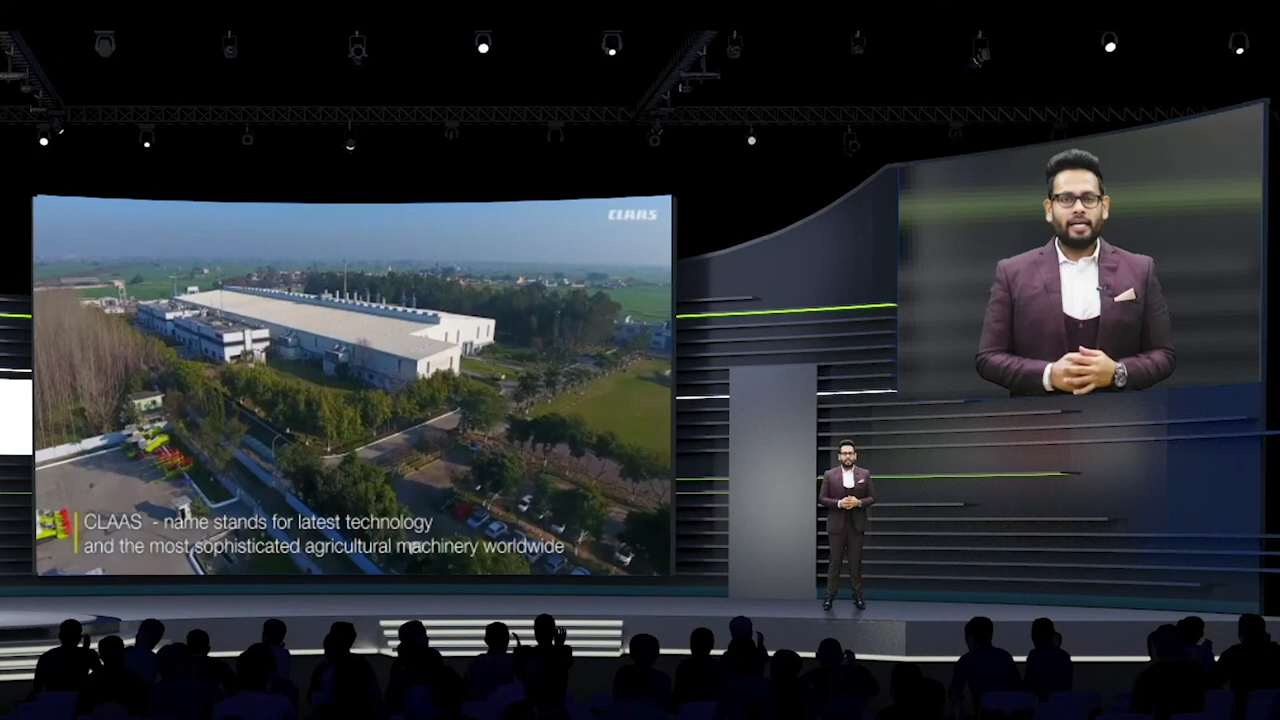 CLAAS
CLAAS - name stands for latest technology
and the most sophisticated agricultural machinery worldwide